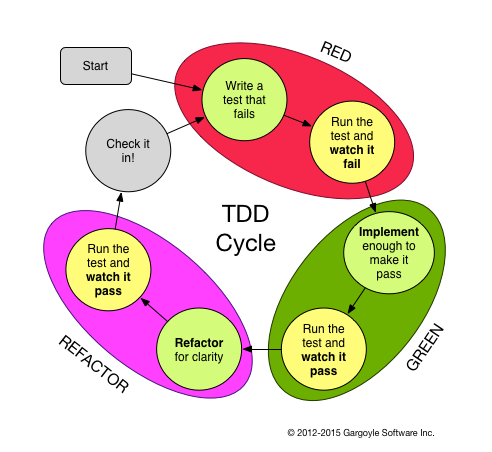 Start
RED
Write a
test that
fails
Run the
test and
watch it
fail
Check it
in!
TDD
Cycle
Implement
enough to
make it
pass
Run the
test and
watch it
pass
GREEN
Refactor
for clarity
Run the
test and
watch it
pass
REFACTOR
© 2012-2015 Gargoyle Software Inc.